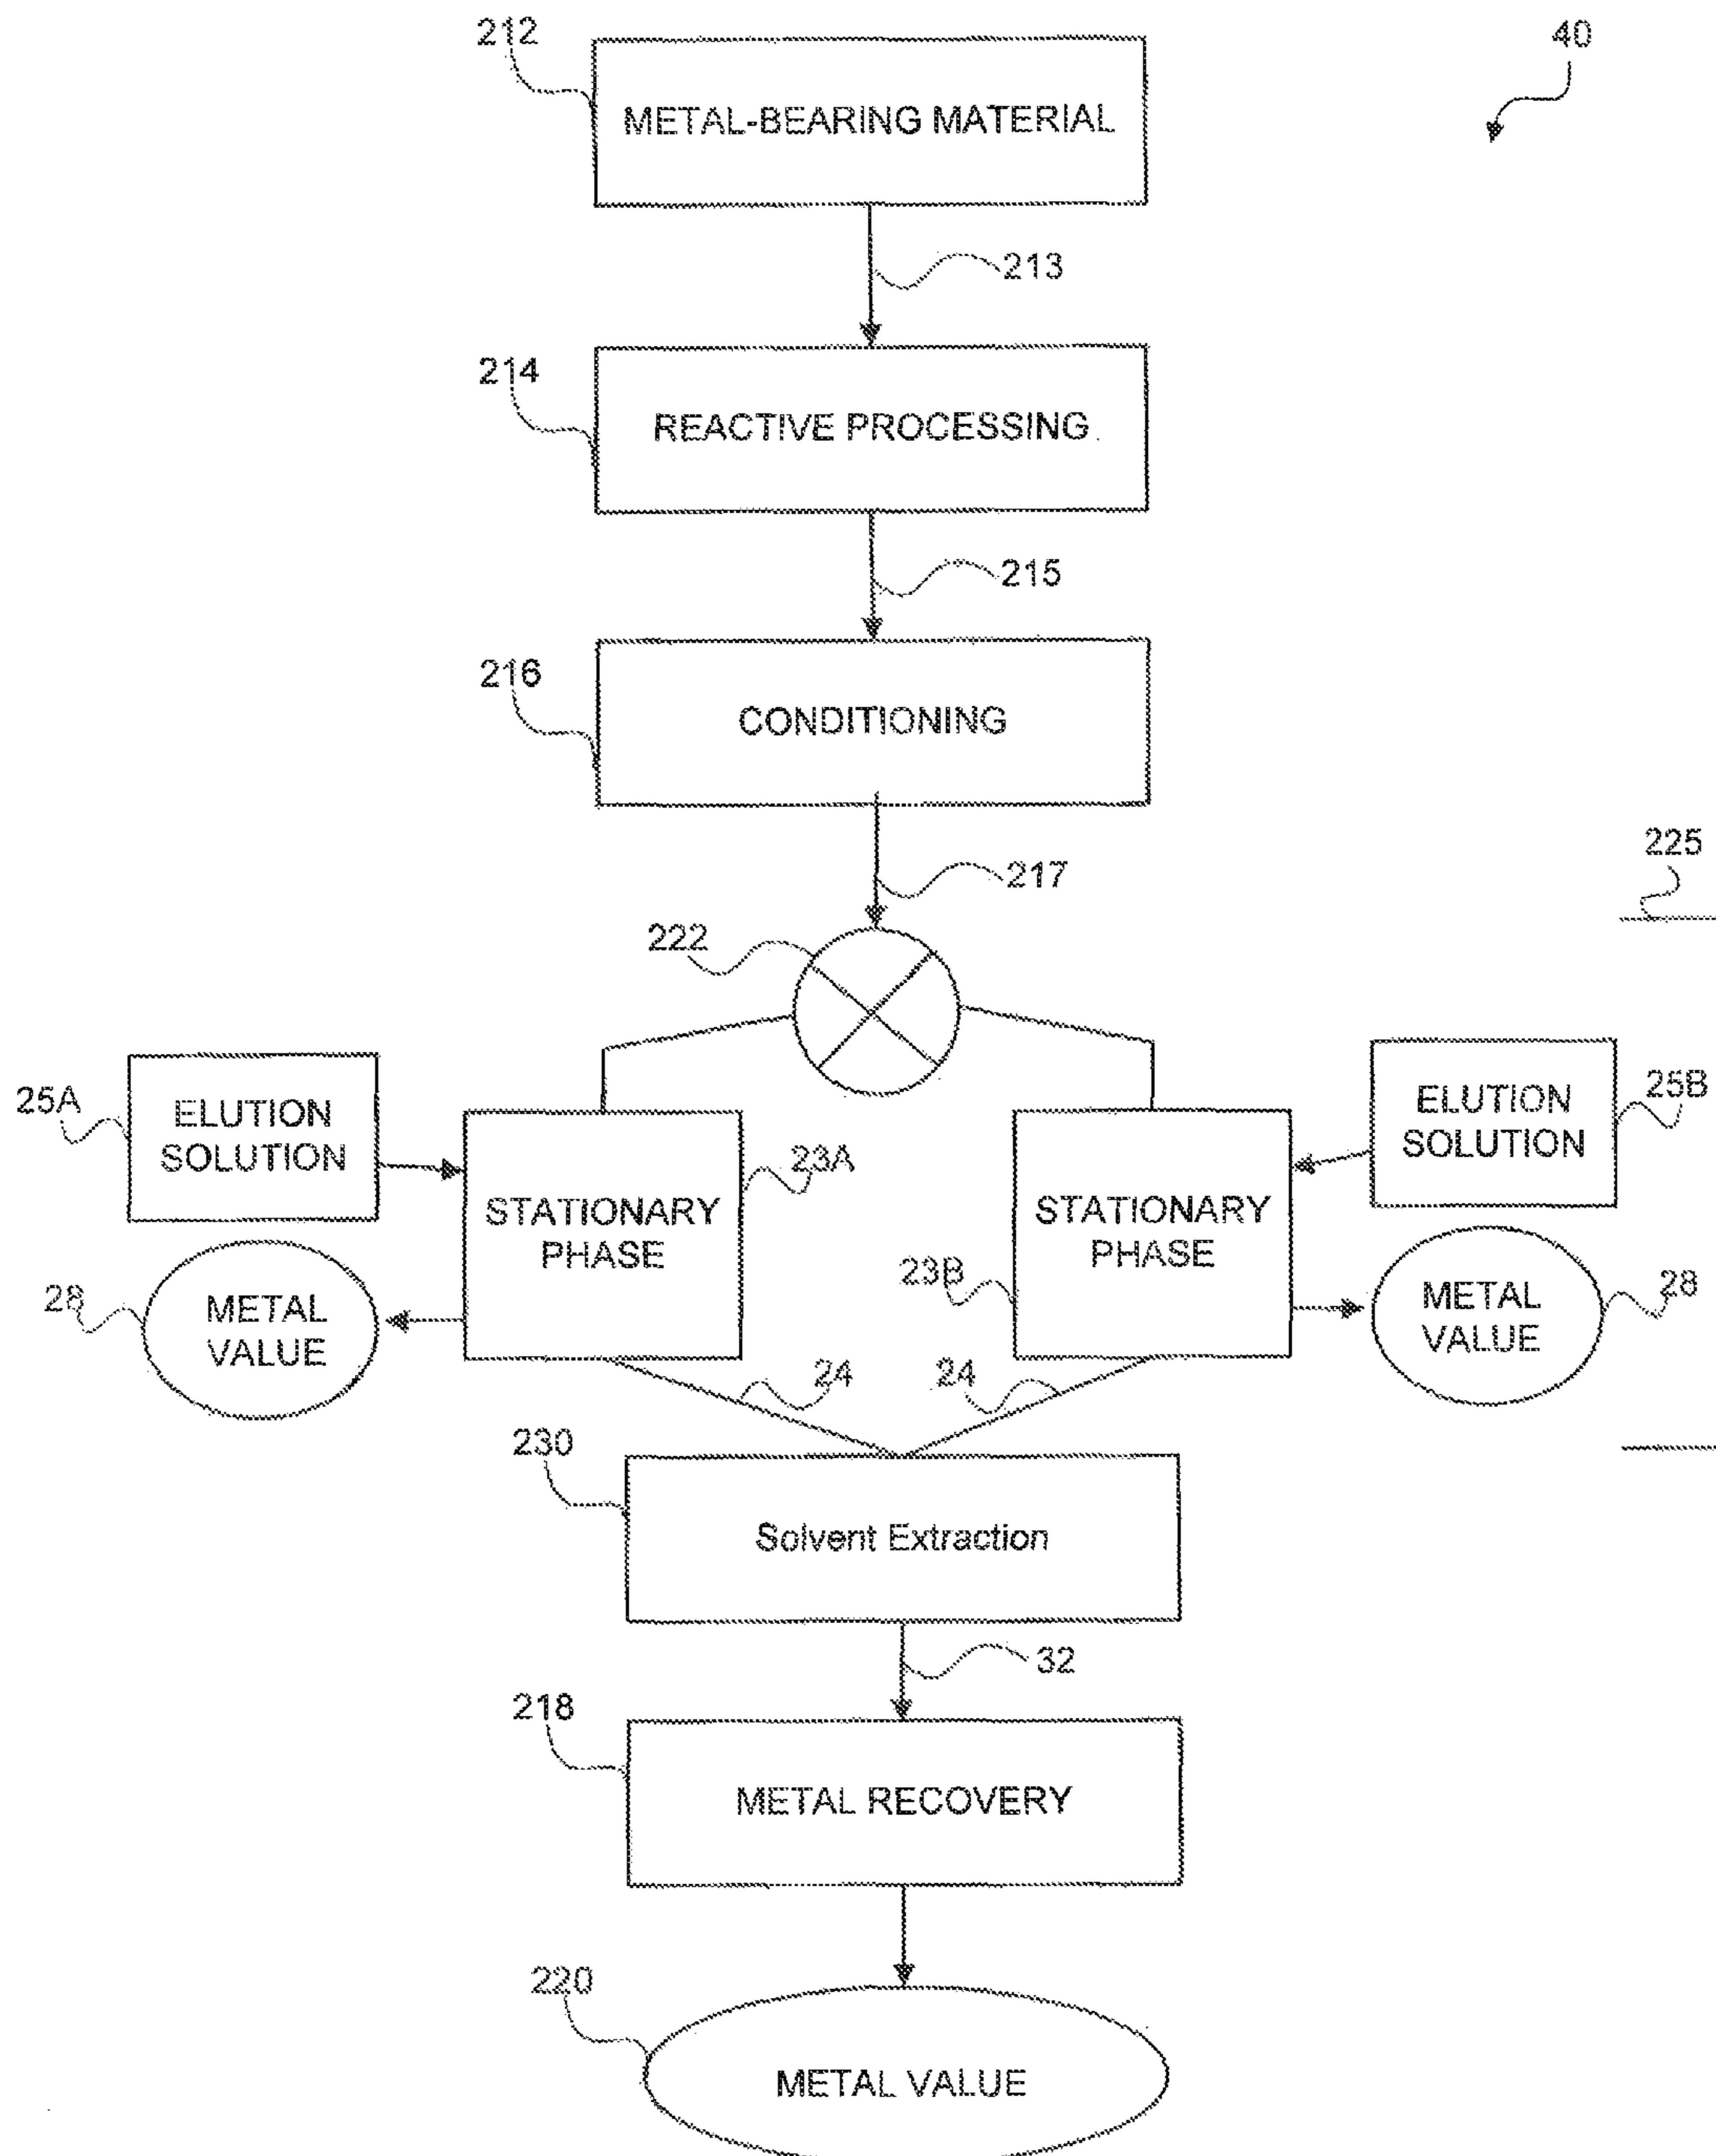 212
40
METAL-BEARING MATERIAL
213
214
REACTIVE PROCESSING
215
216
CONDITIONING
217
225
222
25A
ELUTION
SOLUTION
23A
STATIONARY
PHASE
STATIONARY
PHASE
23B
ELUTION
SOLUTION
25B
28
METAL
VALUE
METAL
VALUE
28
24
24
230
Solvent Extraction
32
218
METAL RECOVERY
220
METAL VALUE